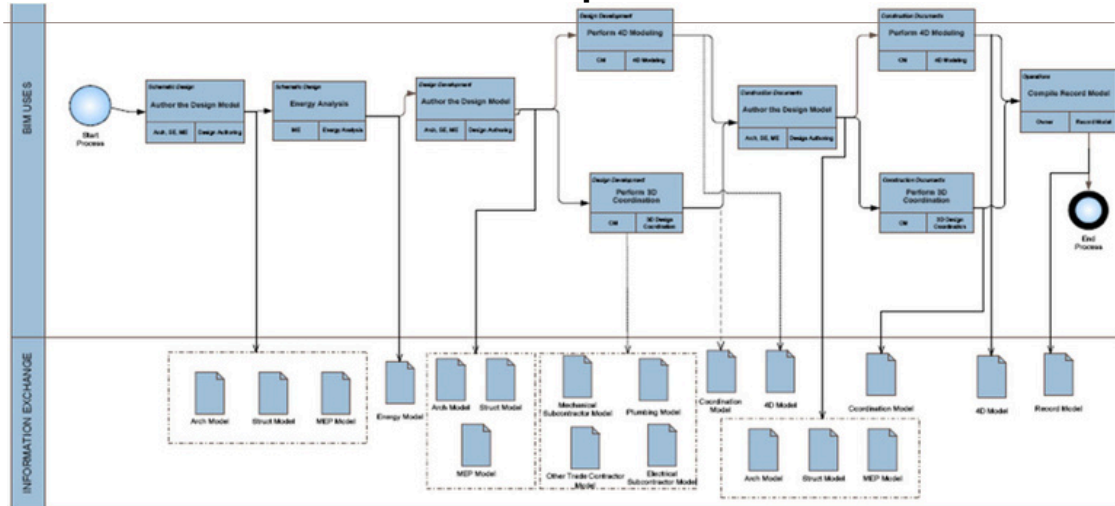 BIM USES
Start
Process
Schematic Design
Author the Design Model
Arch, SE, ME
Design Authoring
Schematic Design
Energy Analysis
ME
Energy Analysis
Design Development
Author the Design Model
Arch, SE, ME
Design Authoring
Design Development
Perform 4D Modeling
CM
4D Modeling
Design Development
Perform 3D
Coordination
CM
3D Design
Coordination
Construction Documents
Author the Design Model
Arch, SE, ME
Design Authoring
Construction Documents
Perform 4D Modeling
CM
4D Modeling
Construction Documents
Perform 3D
Coordination
CM
3D Design
Coordination
Operations
Compile Record Model
Owner
Record Model
End
Process
INFORMATION EXCHANGE
Arch Model
Struct Model
MEP Model
Energy Model
Arch Model
Struct Model
MEP Model
Mechanical
Subcontractor Model
Plumbing Model
Other Trade Contractor
Model
Electrical
Subcontractor Model
Coordination
Model
4D Model
Arch Model
Struct Model
MEP Model
Coordination Model
4D Model
Record Model